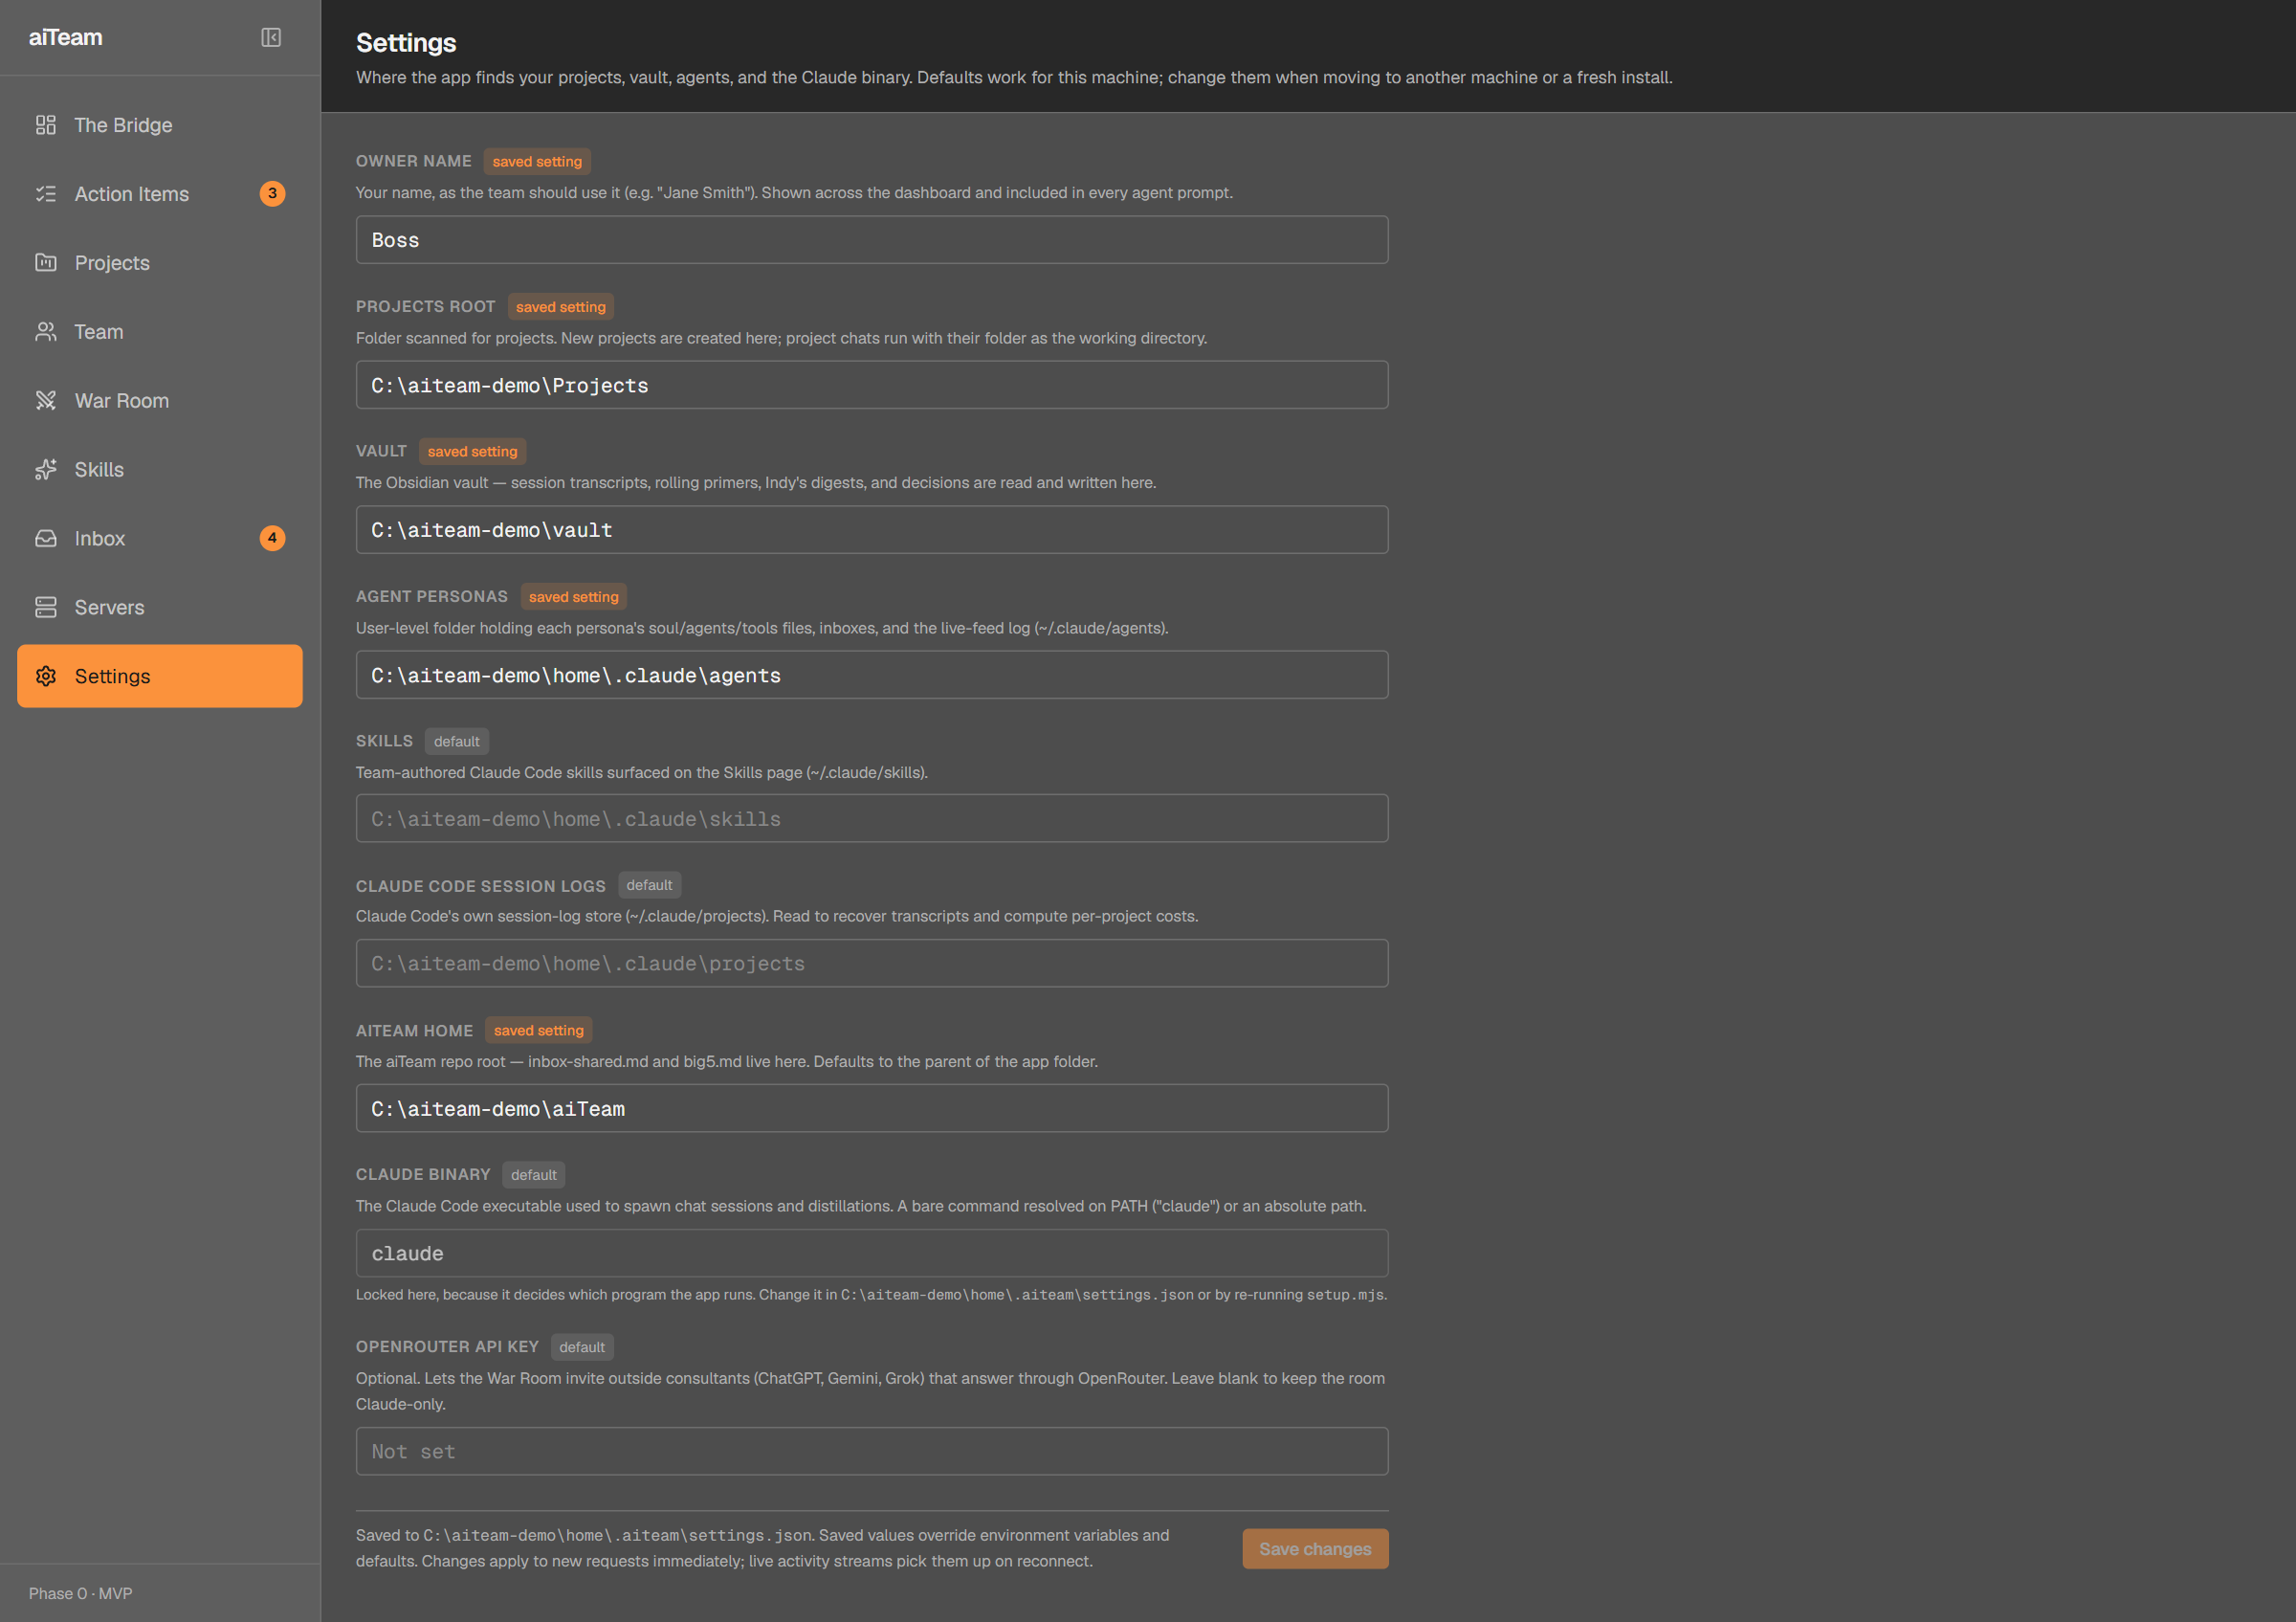 aiTeam
The Bridge
Action Items 3
Projects
Team
War Room
Skills
Inbox 4
Servers
Settings
Phase 0 · MVP
Settings
Where the app finds your projects, vault, agents, and the Claude binary. Defaults work for this machine; change them when moving to another machine or a fresh install.
OWNER NAME saved setting
Your name, as the team should use it (e.g. "Jane Smith"). Shown across the dashboard and included in every agent prompt.
Boss
PROJECTS ROOT saved setting
Folder scanned for projects. New projects are created here; project chats run with their folder as the working directory.
C:\aiteam-demo\Projects
VAULT saved setting
The Obsidian vault — session transcripts, rolling primers, Indy's digests, and decisions are read and written here.
C:\aiteam-demo\vault
AGENT PERSONAS saved setting
User-level folder holding each persona's soul/agents/tools files, inboxes, and the live-feed log (~/.claude/agents).
C:\aiteam-demo\home\.claude\agents
SKILLS default
Team-authored Claude Code skills surfaced on the Skills page (~/.claude/skills).
C:\aiteam-demo\home\.claude\skills
CLAUDE CODE SESSION LOGS default
Claude Code's own session-log store (~/.claude/projects). Read to recover transcripts and compute per-project costs.
C:\aiteam-demo\home\.claude\projects
AITEAM HOME saved setting
The aiTeam repo root — inbox-shared.md and big5.md live here. Defaults to the parent of the app folder.
C:\aiteam-demo\aiTeam
CLAUDE BINARY default
The Claude Code executable used to spawn chat sessions and distillations. A bare command resolved on PATH ("claude") or an absolute path.
claude
Locked here, because it decides which program the app runs. Change it in C:\aiteam-demo\home\.aiteam\settings.json or by re-running setup.mjs.
OPENROUTER API KEY default
Optional. Lets the War Room invite outside consultants (ChatGPT, Gemini, Grok) that answer through OpenRouter. Leave blank to keep the room
Claude-only.
Not set
Saved to C:\aiteam-demo\home\.aiteam\settings.json. Saved values override environment variables and
defaults. Changes apply to new requests immediately; live activity streams pick them up on reconnect.
Save changes